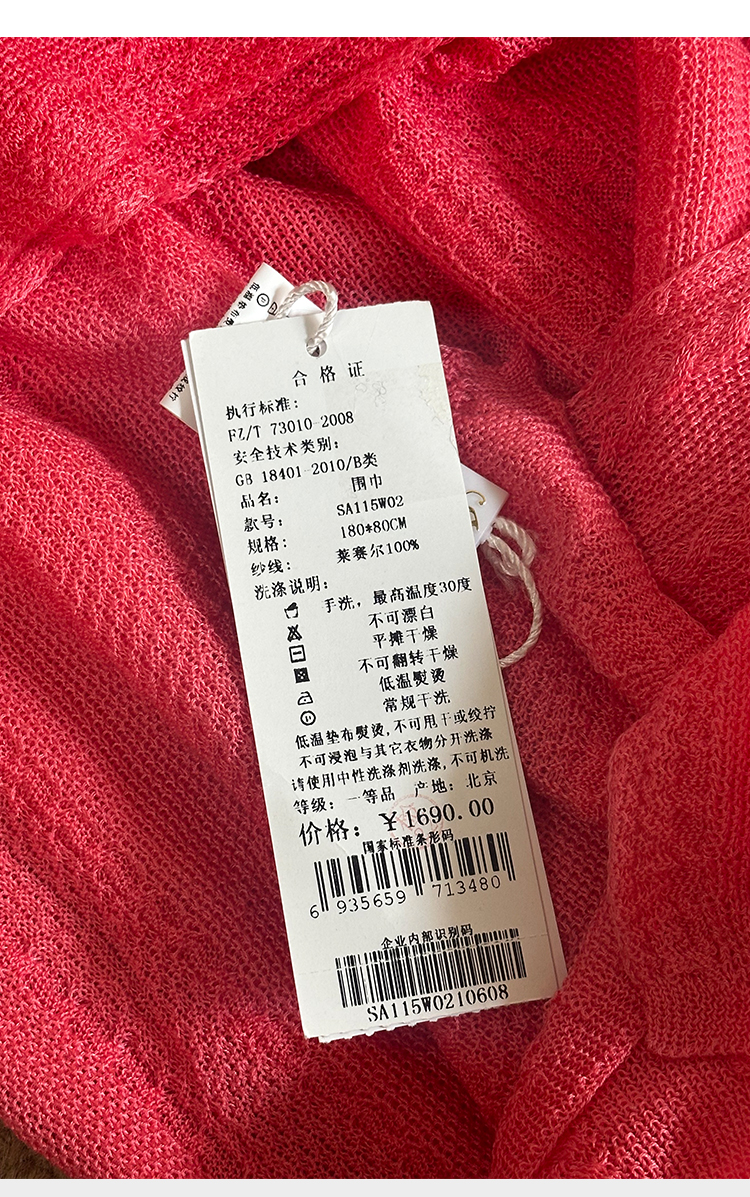 合格证
执行标准:
FZ/T 73010-2008
安全技术类别:
GB 18401-2010/B类
品名: 围巾
款号: SA115W02
规格: 180*80CM
纱线: 莱赛尔100%
洗涤说明:
手洗，最高温度30度
不可漂白
平摊干燥
不可翻转干燥
低温熨烫
常规干洗
低温垫布熨烫,不可甩干或绞拧
不可浸泡与其它衣物分开洗涤
请使用中性洗涤剂洗涤,不可机洗
等级: 一等品 产地: 北京
价格: ¥1690.00
国家标准条形码
6 935659 713480
企业内部识别码
SA115W0210608